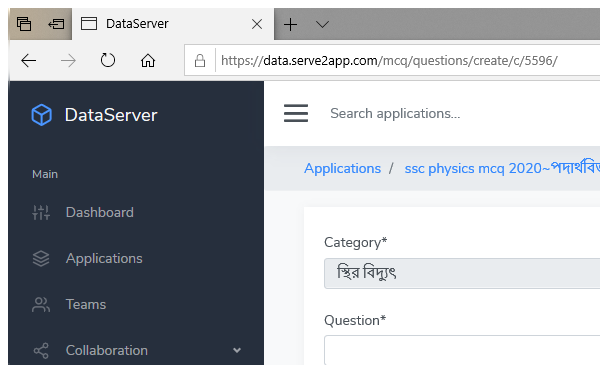 DataServer
https://data.serve2app.com/mcq/questions/create/c/5596/
DataServer
Search applications...
Main
Applications / ssc physics mcq 2020~পদার্থবি
Dashboard
Category*
Applications
স্থির বিদ্যুৎ
Teams
Question*
Collaboration